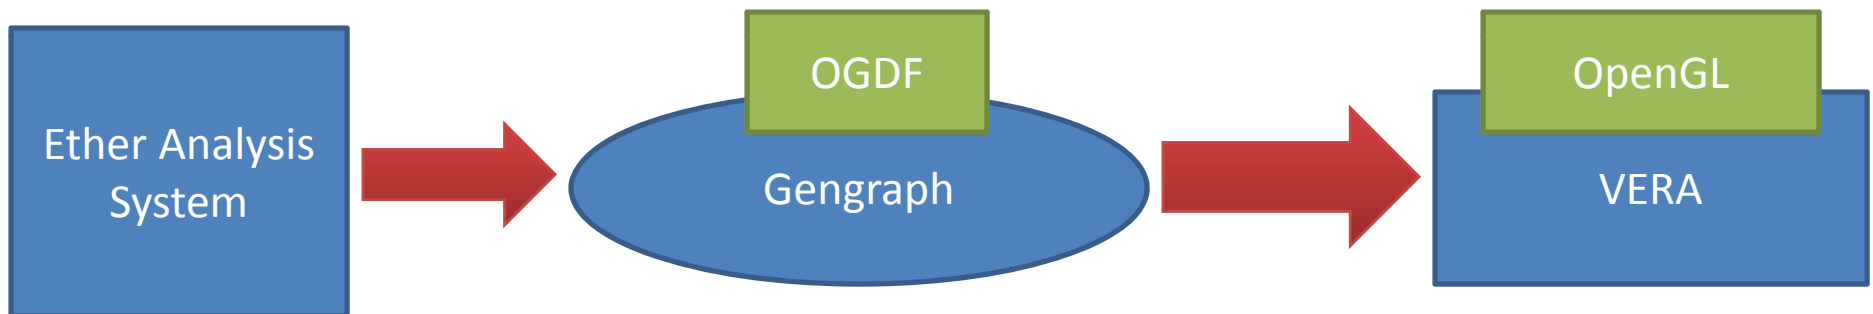 Ether Analysis
System
OGDF
Gengraph
OpenGL
VERA